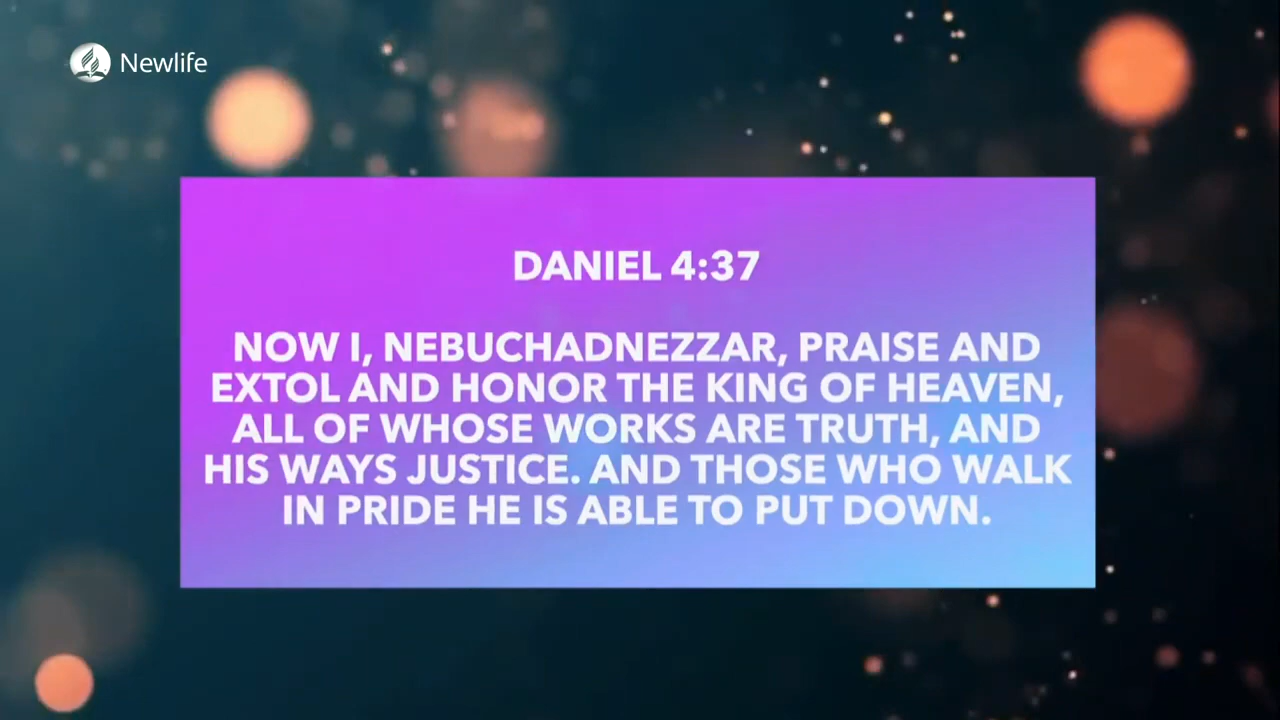 Newlife
DANIEL 4:37
NOW I, NEBUCHADNEZZAR, PRAISE AND
EXTOL AND HONOR THE KING OF HEAVEN,
ALL OF WHOSE WORKS ARE TRUTH, AND
HIS WAYS JUSTICE. AND THOSE WHO WALK
IN PRIDE HE IS ABLE TO PUT DOWN.